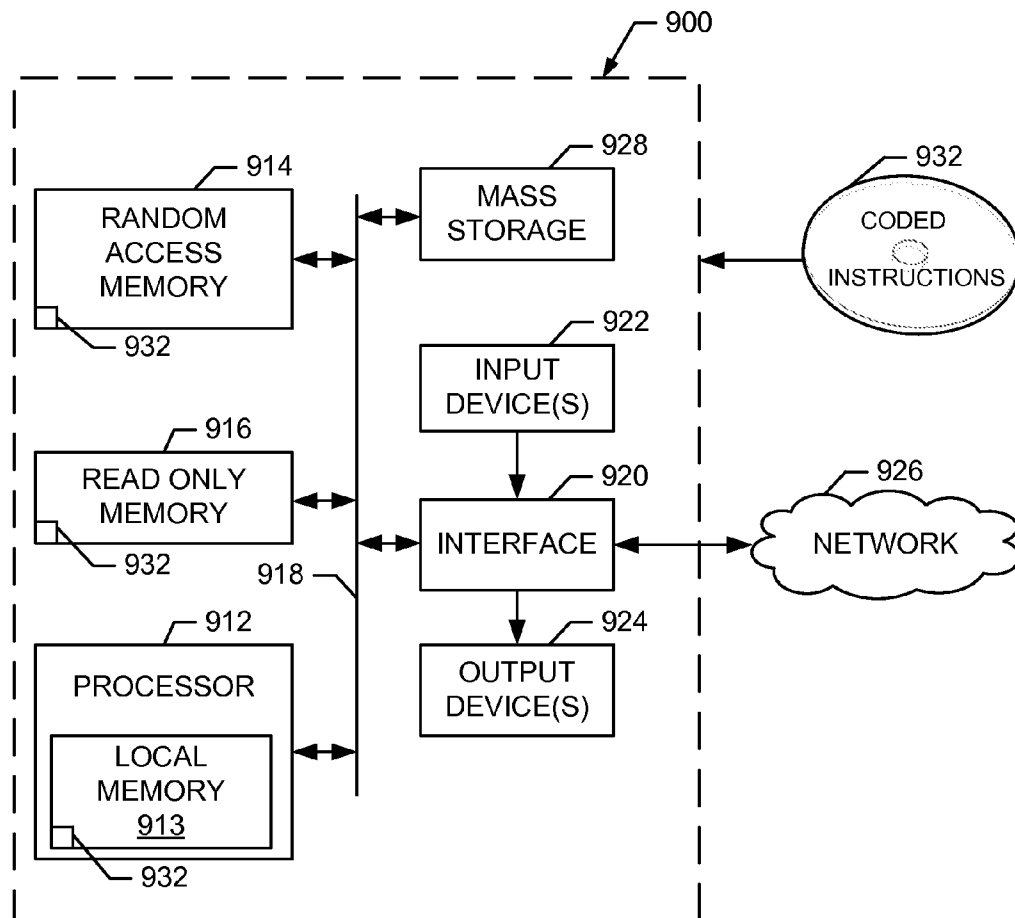 900
914
RANDOM
ACCESS
MEMORY
932
928
MASS
STORAGE
932
CODED
INSTRUCTIONS
922
INPUT
DEVICE(S)
916
READ ONLY
MEMORY
932
920
INTERFACE
926
NETWORK
918
912
PROCESSOR
LOCAL
MEMORY
913
932
924
OUTPUT
DEVICE(S)